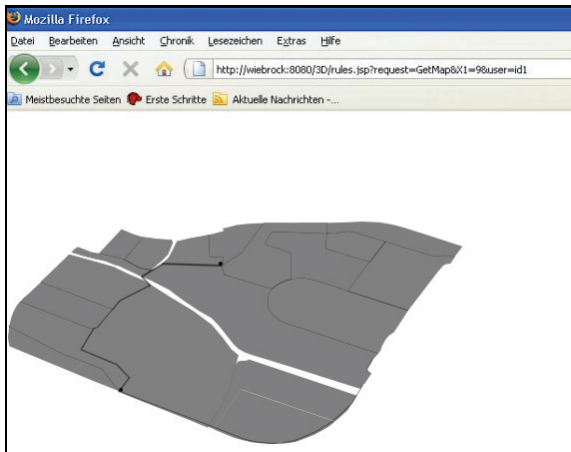 Mozilla Firefox
Datei Bearbeiten Ansicht Chronik Lesezeichen Extras Hilfe
http://wiebrock:8080/3D/rules.jsp?request=GetMap&X1=9&user=id1
Meistbesuchte Seiten Erste Schritte Aktuelle Nachrichten -...